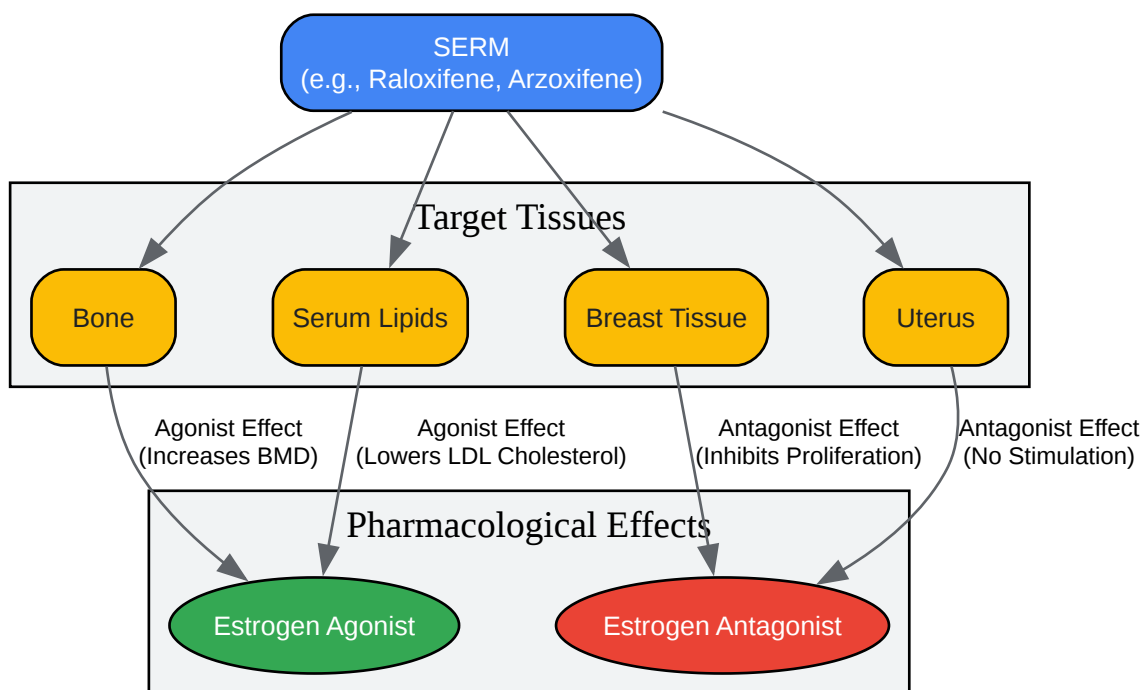 SERM
(e.g., Raloxifene, Arzoxifene)
Target Tissues
Bone
Serum Lipids
Breast Tissue
Uterus
Agonist Effect
(Increases BMD)
Agonist Effect
(Lowers LDL Cholesterol)
Antagonist Effect
(Inhibits Proliferation)
Antagonist Effect
(No Stimulation)
Pharmacological Effects
Estrogen Agonist
Estrogen Antagonist